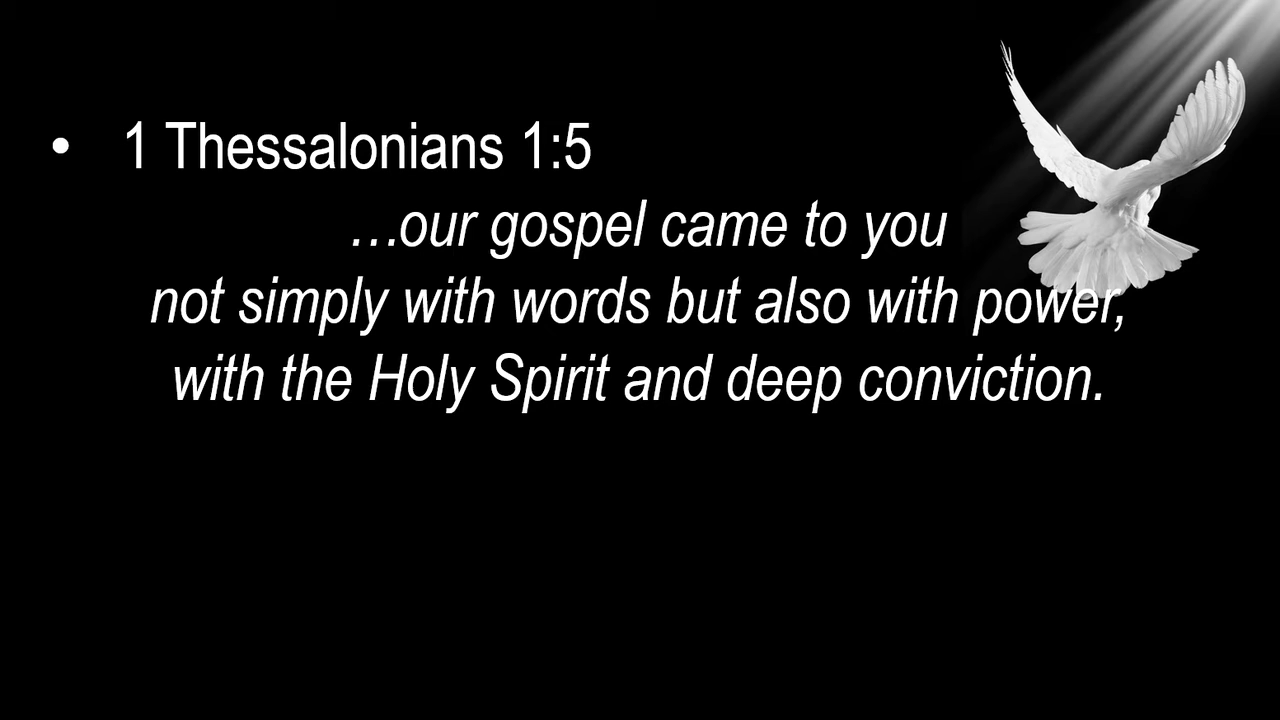 • 1 Thessalonians 1:5
…our gospel came to you
not simply with words but also with power,
with the Holy Spirit and deep conviction.